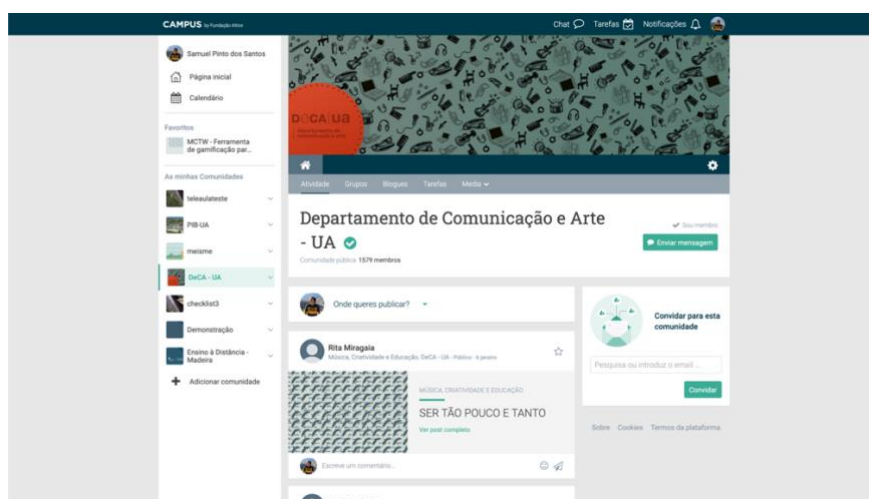 CAMPUS by Fundação Altice
Chat
Tarefas
Notificações
Samuel Pinto dos Santos
Página inicial
Calendário
Favoritos
MCTW - Ferramenta
de gamificação par...
As minhas Comunidades
teleaulateste
PIB-UA
meisme
DeCA - UA
checklist3
Demonstração
Ensino à Distância -
Madeira
Adicionar comunidade
DeCA|ua
departamento de
comunicação e arte
Atividade
Grupos
Blogues
Tarefas
Media
Departamento de Comunicação e Arte
- UA
Comunidade pública 1579 membros
Sou membro
Enviar mensagem
Onde queres publicar?
Rita Miragaia
Música, Criatividade e Educação, DeCA - UA - Público - 6 janeiro
MÚSICA, CRIATIVIDADE E EDUCAÇÃO
SER TÃO POUCO E TANTO
Ver post completo
Escreve um comentário...
Convidar para esta
comunidade
Pesquisa ou introduz o email ...
Convidar
Sobre
Cookies
Termos da plataforma